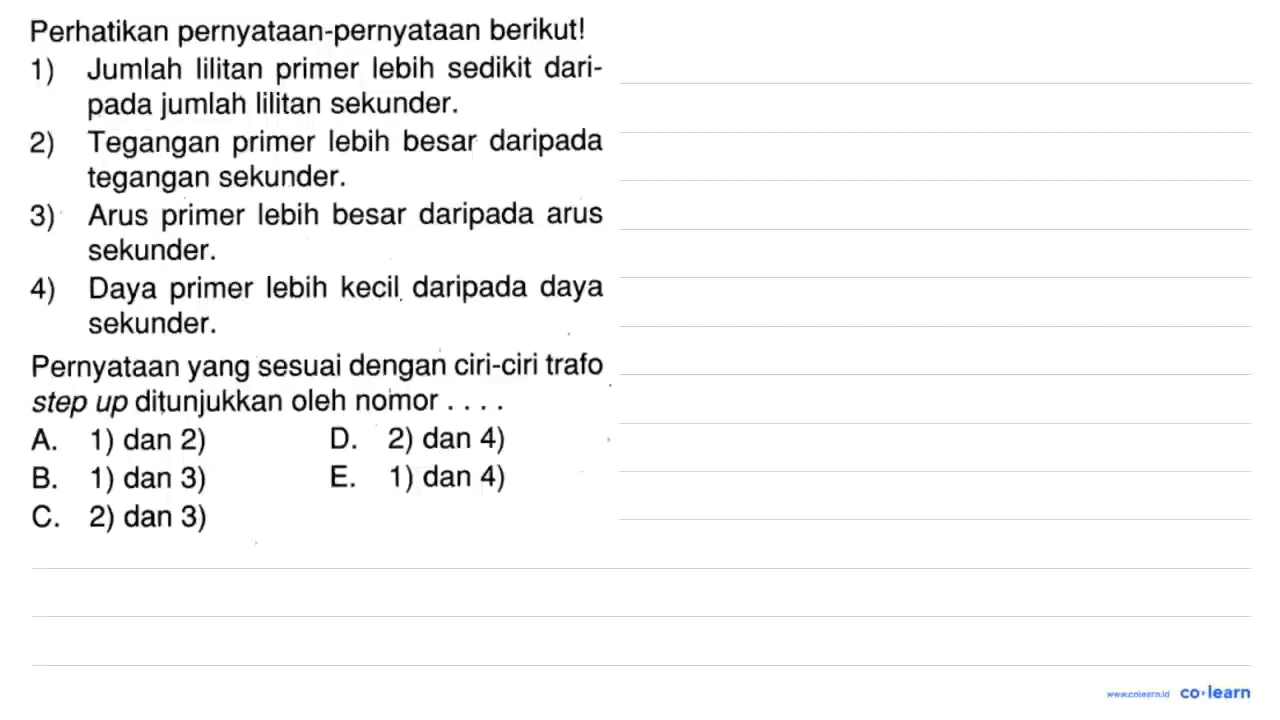 Perhatikan pernyataan-pernyataan berikut!
1) Jumlah lilitan primer lebih sedikit dari-
pada jumlah lilitan sekunder.
2) Tegangan primer lebih besar daripada
tegangan sekunder.
3) Arus primer lebih besar daripada arus
sekunder.
4) Daya primer lebih kecil daripada daya
sekunder.
Pernyataan yang sesuai dengan ciri-ciri trafo
step up ditunjukkan oleh nomor . . . .
A. 1) dan 2) D. 2) dan 4)
B. 1) dan 3) E. 1) dan 4)
C. 2) dan 3)
www.colearn.id co·learn